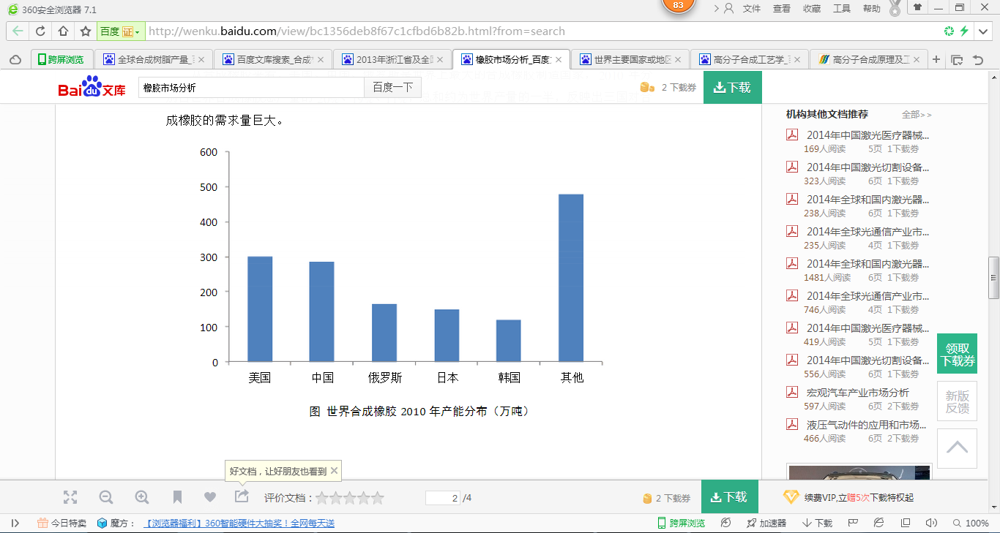 360安全浏览器 7.1
83
文件 查看 收藏 工具 帮助
百度 证 http://wenku.baidu.com/view/bc1356deb8f67c1cfbd6b82b.html?from=search
跨屏浏览 全球合成树脂产量_ 百度文库搜索_合成 2013年浙江省及全国 橡胶市场分析_百度 世界主要国家或地区 高分子合成工艺学_ 高分子合成原理及工
Bai du 文库 橡胶市场分析 百度一下 2 下载券 下载
成橡胶的需求量巨大。
600
500
400
300
200
100
0
美国 中国 俄罗斯 日本 韩国 其他
图 世界合成橡胶 2010 年产能分布（万吨）
机构其他文档推荐 全部>>
2014年中国激光医疗器械...
169人阅读 5页 1下载券
2014年中国激光切割设备...
323人阅读 6页 1下载券
2014年全球和国内激光器...
238人阅读 6页 1下载券
2014年全球光通信产业市...
235人阅读 4页 1下载券
2014年全球和国内激光器...
1481人阅读 6页 1下载券
2014年全球光通信产业市...
746人阅读 4页 1下载券
2014年中国激光医疗器械...
419人阅读 5页 1下载券
2014年中国激光切割设备...
556人阅读 6页 1下载券
宏观汽车产业市场分析
597人阅读 6页 2下载券
液压气动件的应用和市场...
466人阅读 6页 2下载券
领取
下载券
新版
反馈
好文档，让好朋友也看到
评价文档： 2 /4 2 下载券 下载 续费VIP,立赠5次下载特权起
今日特卖 魔方： 【浏览器福利】360智能硬件大抽奖！全网每天送 跨屏浏览 加速器 下载 100%